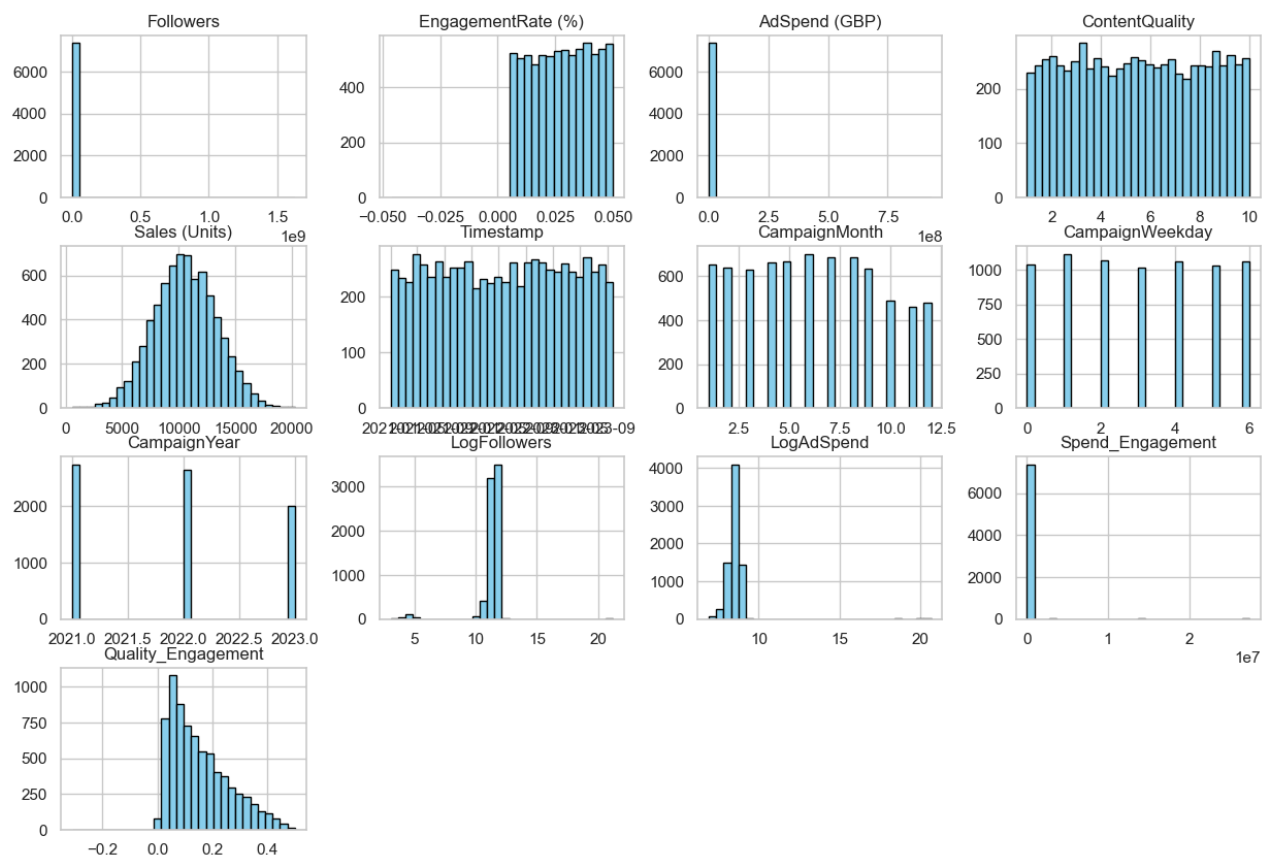 Followers EngagementRate (%) AdSpend (GBP) ContentQuality
6000
4000
2000
0
0.0 0.5 1.0 1.5
1e9
400
200
0
−0.050 −0.025 0.000 0.025 0.050
6000
4000
2000
0
0.0 2.5 5.0 7.5
1e8
200
100
0
2 4 6 8 10
Sales (Units) Timestamp CampaignMonth CampaignWeekday
600
400
200
0
0 5000 10000 15000 20000
200
100
0
600
400
200
0
2.5 5.0 7.5 10.0 12.5
1000
750
500
250
0
0 2 4 6
CampaignYear LogFollowers LogAdSpend Spend_Engagement
2000
1000
0
2021.0 2021.5 2022.0 2022.5 2023.0
3000
2000
1000
0
5 10 15 20
4000
3000
2000
1000
0
10 15 20
6000
4000
2000
0
0 1 2
1e7
Quality_Engagement
1000
750
500
250
0
−0.2 0.0 0.2 0.4